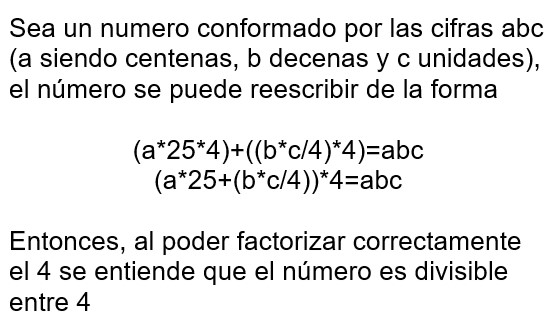 Sea un numero conformado por las cifras abc
(a siendo centenas, b decenas y c unidades),
el número se puede reescribir de la forma
(a*25*4)+((b*c/4)*4)=abc
(a*25+(b*c/4))*4=abc
Entonces, al poder factorizar correctamente
el 4 se entiende que el número es divisible
entre 4